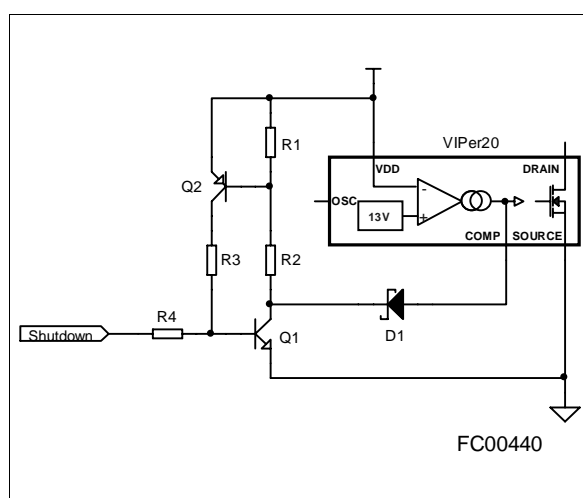 R1
VIPer20
VDD
DRAIN
Q2
-
OSC
13V
+
COMP
SOURCE
R3
R2
R4
Shutdown
Q1
D1
FC00440